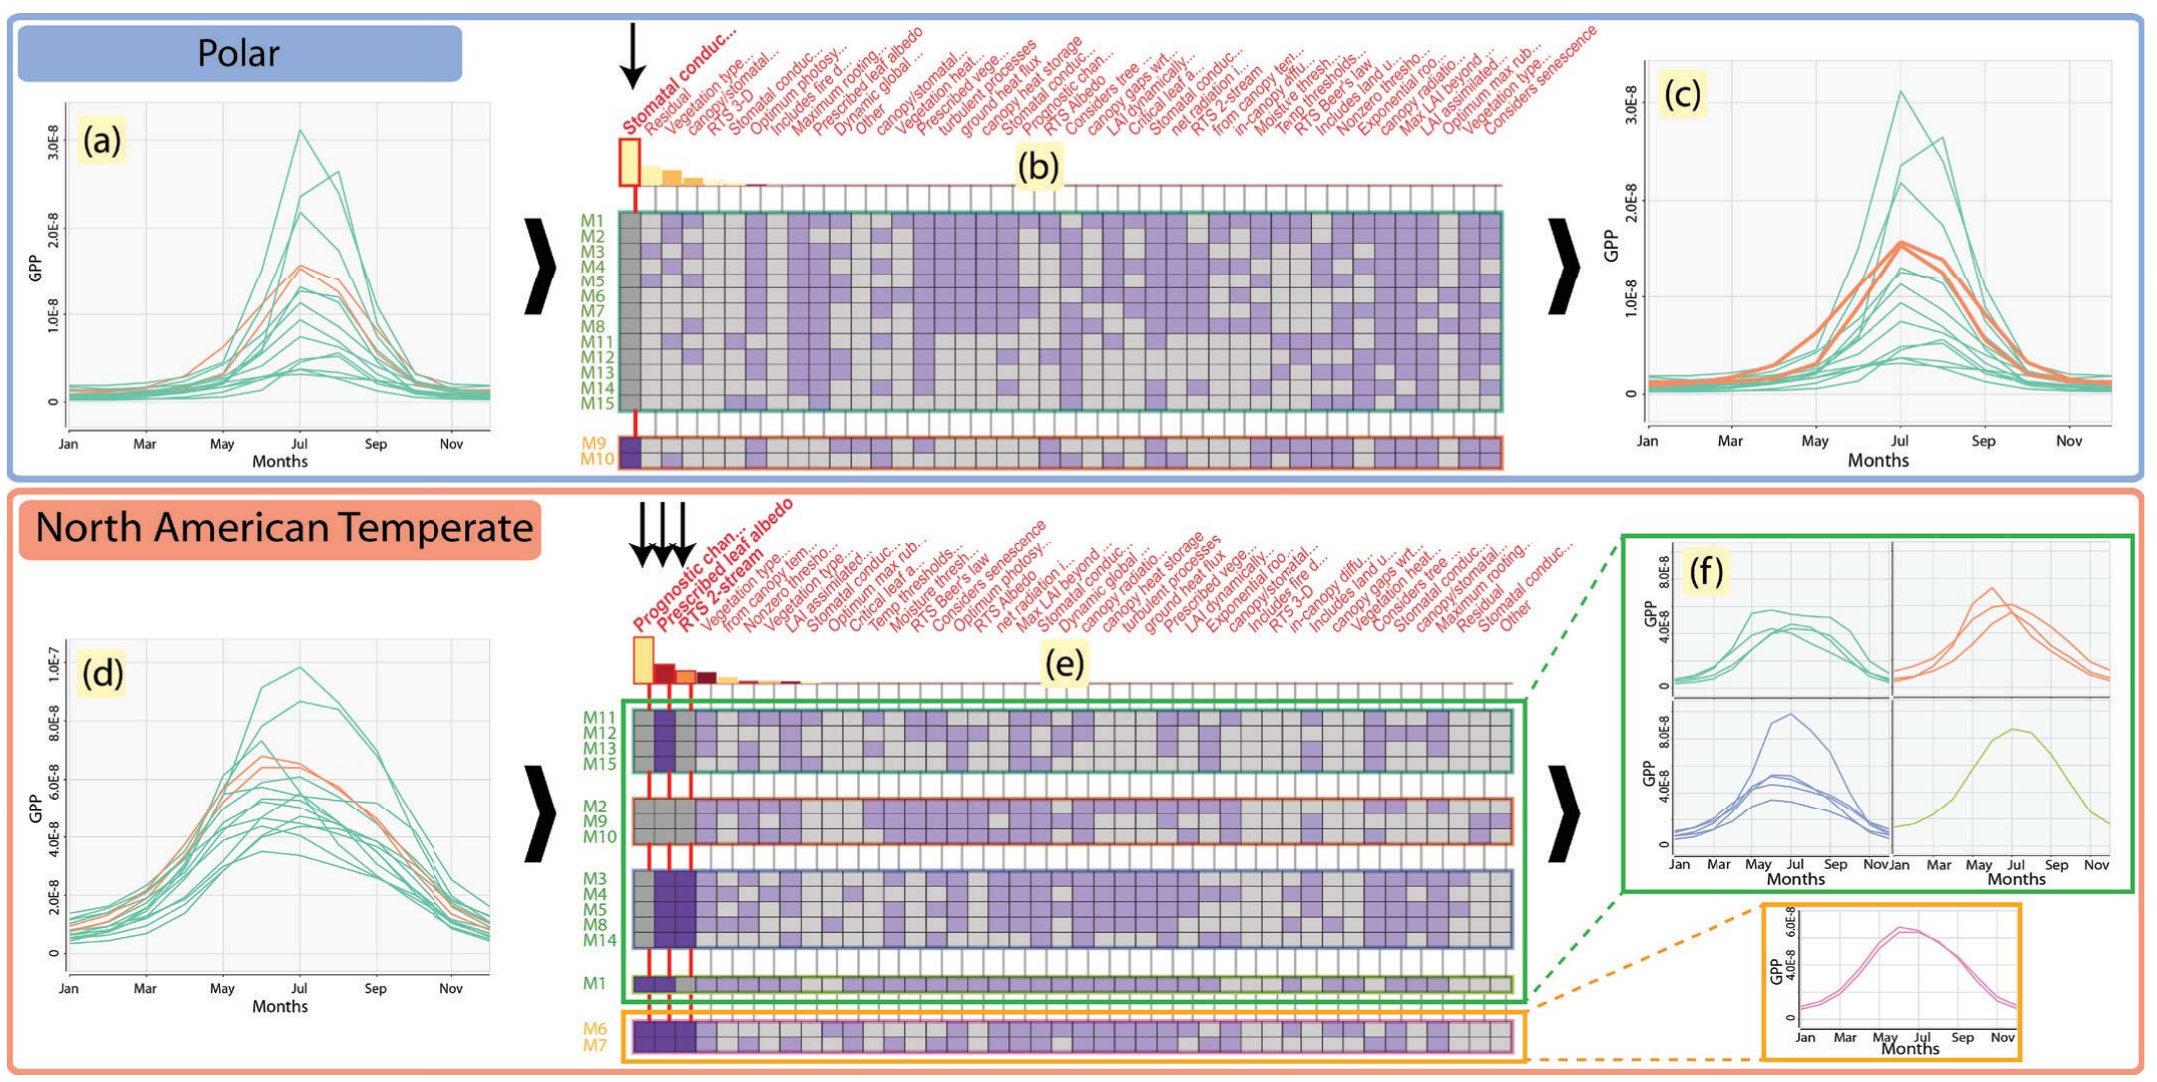 Polar
(a)
3.0E-8
2.0E-8
1.0E-8
0
GPP
Jan
Mar
May
Jul
Sep
Nov
Months
Stomatal conduc...
Residual ...
Vegetation type...
canopy/stomatal...
RTS 3-D
Stomatal conduc...
Optimum photosy...
Includes fire d...
Maximum rooting...
Prescribed leaf albedo
Dynamic global ...
Other
canopy/stomatal...
Vegetation heat...
Prescribed vege...
turbulent processes
ground heat flux
canopy heat storage
Stomatal conduc...
Prognostic chan...
RTS Albedo
Considers tree ...
canopy gaps wrt...
LAI dynamically...
Critical leaf a...
Stomatal conduc...
net radiation i...
RTS 2-stream
from canopy tem...
in-canopy diffu...
Moisture thresh...
Temp thresholds...
RTS Beer's law
Includes land u...
Nonzero thresho...
Exponential roo...
canopy radiatio...
Max LAI beyond ...
LAI assimilated...
Optimum max rub...
Vegetation type...
Considers senescence
(b)
M1
M2
M3
M4
M5
M6
M7
M8
M11
M12
M13
M14
M15
M9
M10
(c)
3.0E-8
2.0E-8
1.0E-8
0
GPP
Jan
Mar
May
Jul
Sep
Nov
Months
North American Temperate
(d)
1.0E-7
8.0E-8
6.0E-8
4.0E-8
2.0E-8
0
GPP
Jan
Mar
May
Jul
Sep
Nov
Months
Prognostic chan...
Prescribed leaf albedo
RTS 2-stream
Vegetation type...
from canopy tem...
Nonzero thresho...
Vegetation type...
LAI assimilated...
Stomatal conduc...
Optimum max rub...
Critical leaf a...
Temp thresholds...
Moisture thresh...
RTS Beer's law
Considers senescence
Optimum photosy...
RTS Albedo
net radiation i...
Max LAI beyond ...
Stomatal conduc...
Dynamic global ...
canopy radiatio...
canopy heat storage
turbulent processes
ground heat flux
Prescribed vege...
LAI dynamically...
Exponential roo...
canopy/stomatal...
Includes fire d...
RTS 3-D
in-canopy diffu...
Includes land u...
canopy gaps wrt...
Vegetation heat...
Considers tree ...
Stomatal conduc...
canopy/stomatal...
Maximum rooting...
Residual ...
Stomatal conduc...
Other
(e)
M11
M12
M13
M15
M2
M9
M10
M3
M4
M5
M8
M14
M1
M6
M7
(f)
8.0E-8
4.0E-8
0
GPP
8.0E-8
4.0E-8
0
GPP
Jan
Mar
May
Jul
Sep
Nov
Months
Jan
Mar
May
Jul
Sep
Nov
Months
6.0E-8
4.0E-8
0
GPP
Jan
Mar
May
Jul
Sep
Nov
Months